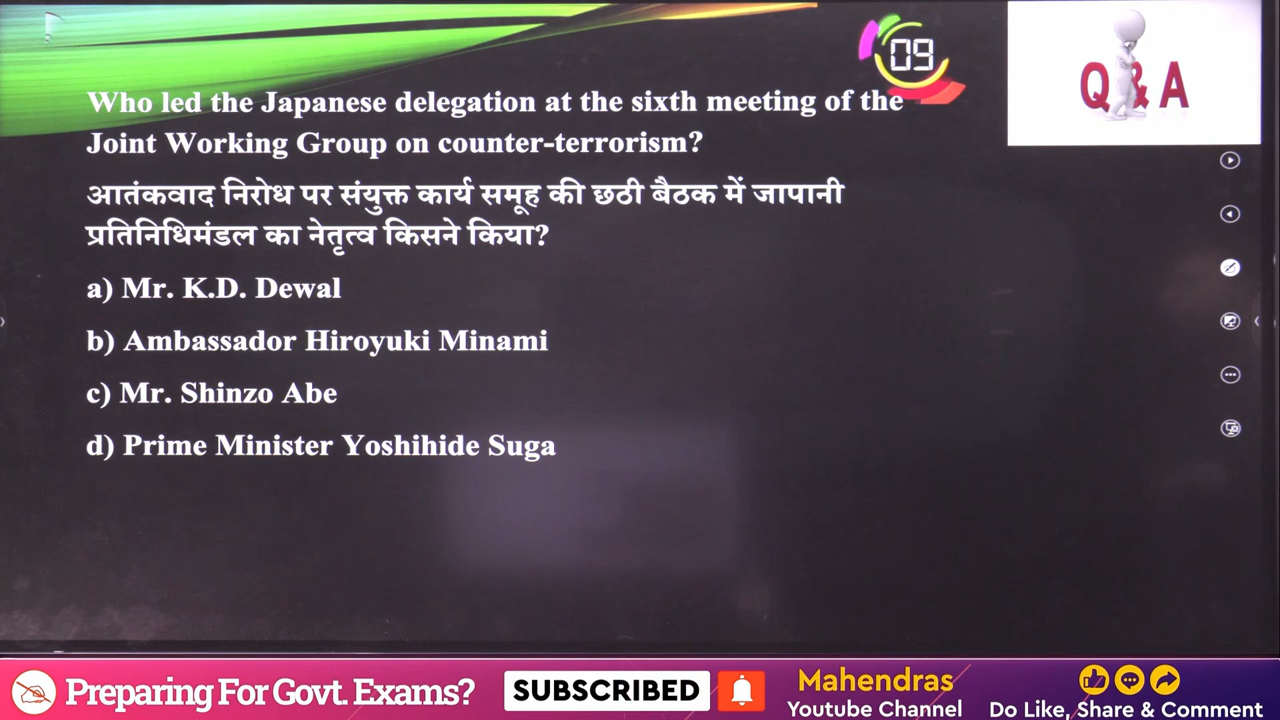 09
Q & A
Who led the Japanese delegation at the sixth meeting of the
Joint Working Group on counter-terrorism?
आतंकवाद निरोध पर संयुक्त कार्य समूह की छठी बैठक में जापानी
प्रतिनिधिमंडल का नेतृत्व किसने किया?
a) Mr. K.D. Dewal
b) Ambassador Hiroyuki Minami
c) Mr. Shinzo Abe
d) Prime Minister Yoshihide Suga
Preparing For Govt. Exams?
SUBSCRIBED
Mahendras
Youtube Channel
Do Like, Share & Comment